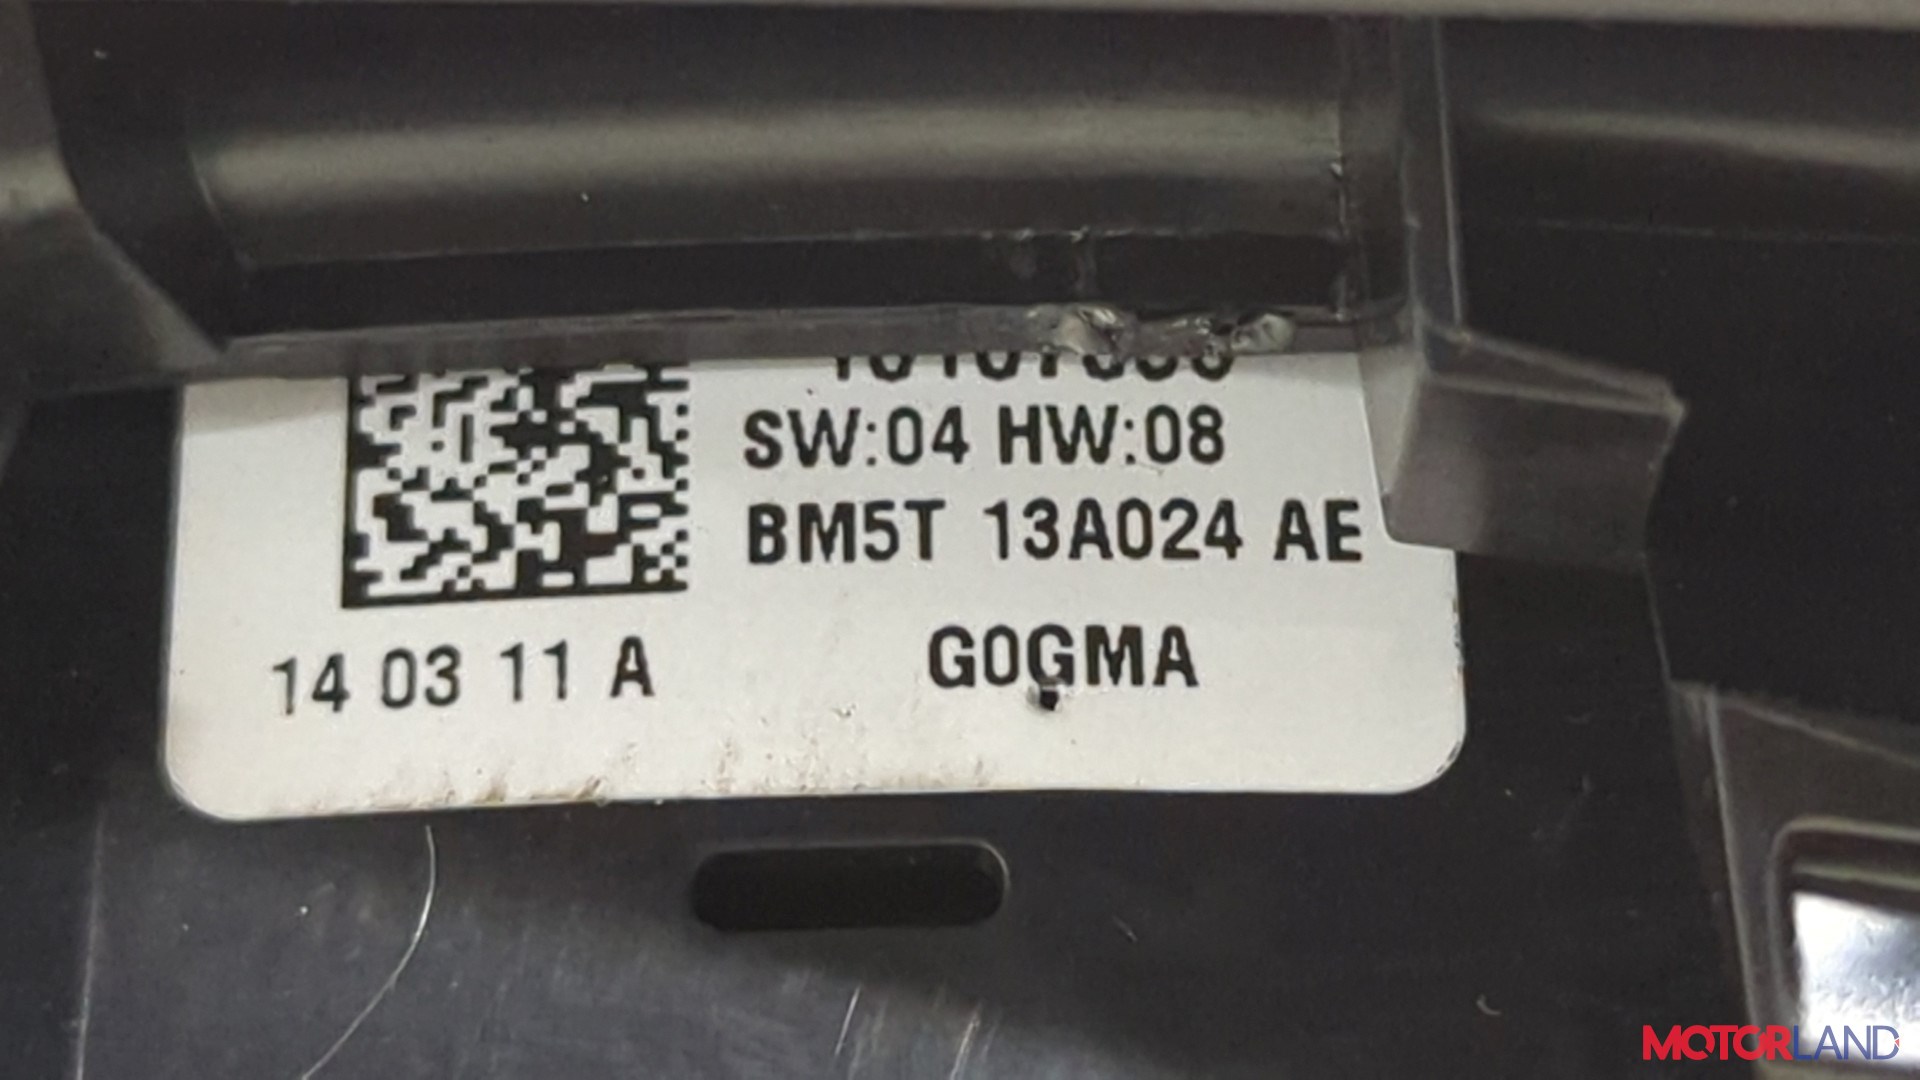 SW:04 HW:08
BM5T 13A024 AE
14 03 11 A
G0GMA
MOTORLAND